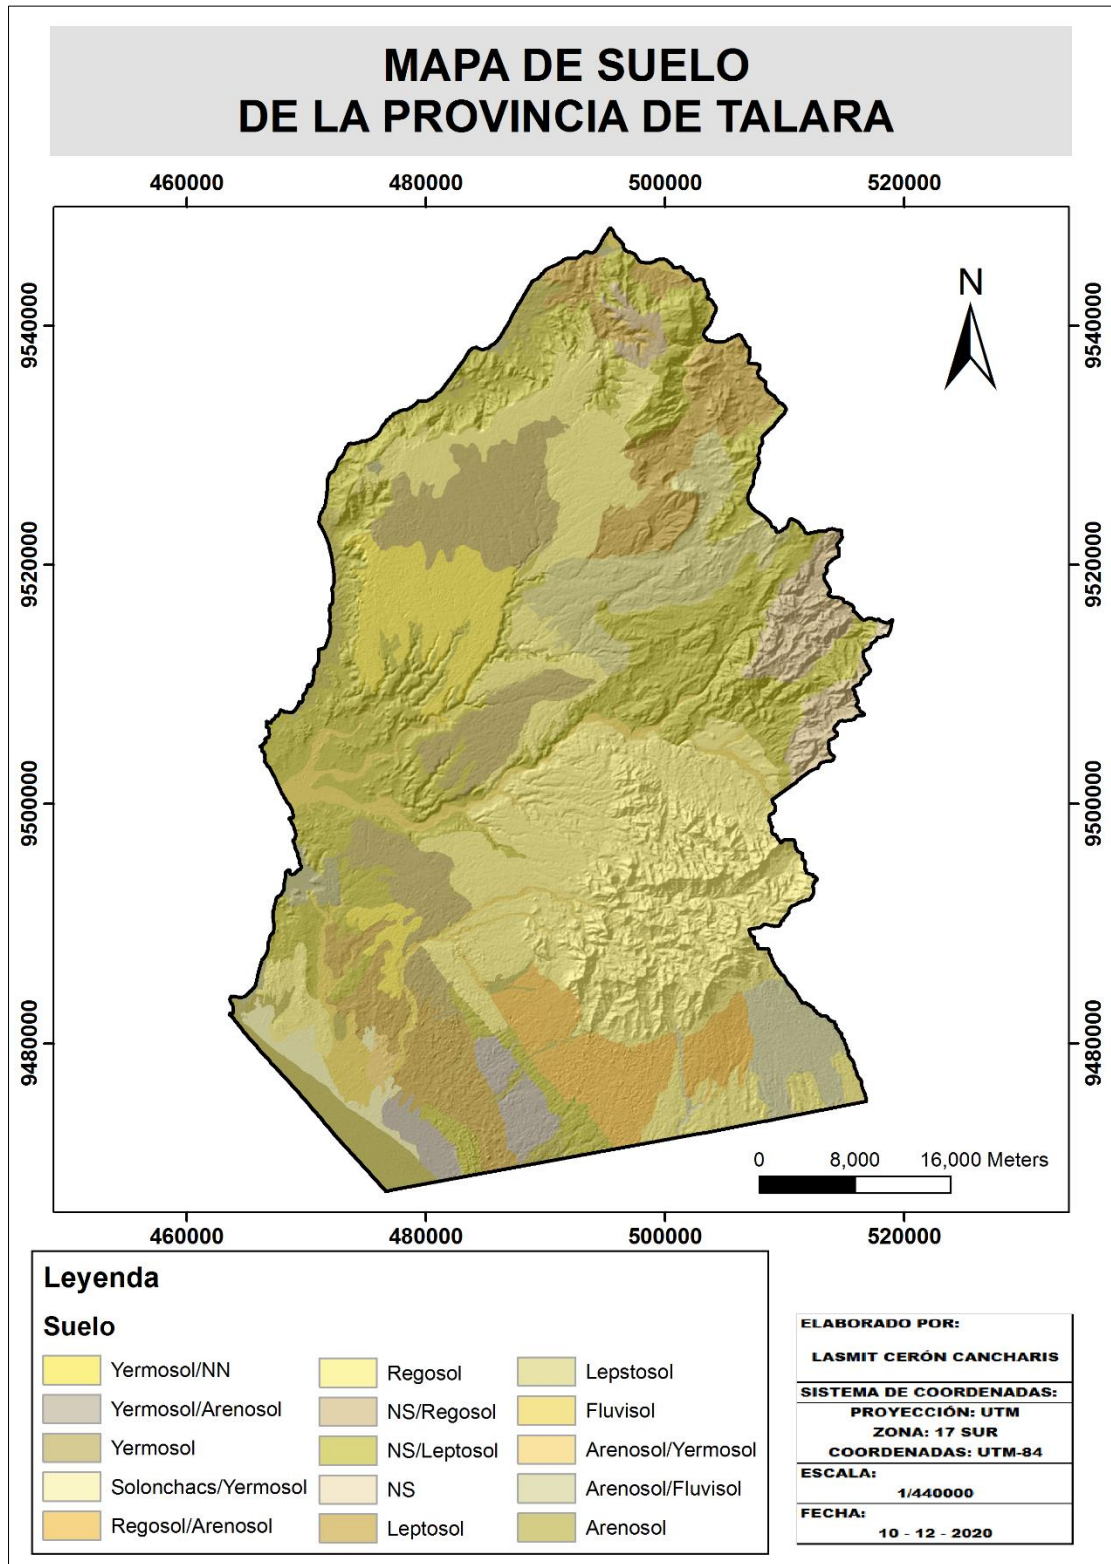 MAPA DE SUELO
DE LA PROVINCIA DE TALARA
460000 480000 500000 520000
9540000 9540000
N
9520000 9520000
9500000 9500000
9480000 9480000
0 8,000 16,000 Meters
460000 480000 500000 520000
Leyenda
Suelo
Yermosol/NN
Yermosol/Arenosol
Yermosol
Solonchacs/Yermosol
Regosol/Arenosol
Regosol
NS/Regosol
NS/Leptosol
NS
Leptosol
Lepstosol
Fluvisol
Arenosol/Yermosol
Arenosol/Fluvisol
Arenosol
ELABORADO POR:
LASMIT CERÓN CANCHARIS
SISTEMA DE COORDENADAS:
PROYECCIÓN: UTM
ZONA: 17 SUR
COORDENADAS: UTM-84
ESCALA:
1/440000
FECHA:
10 - 12 - 2020